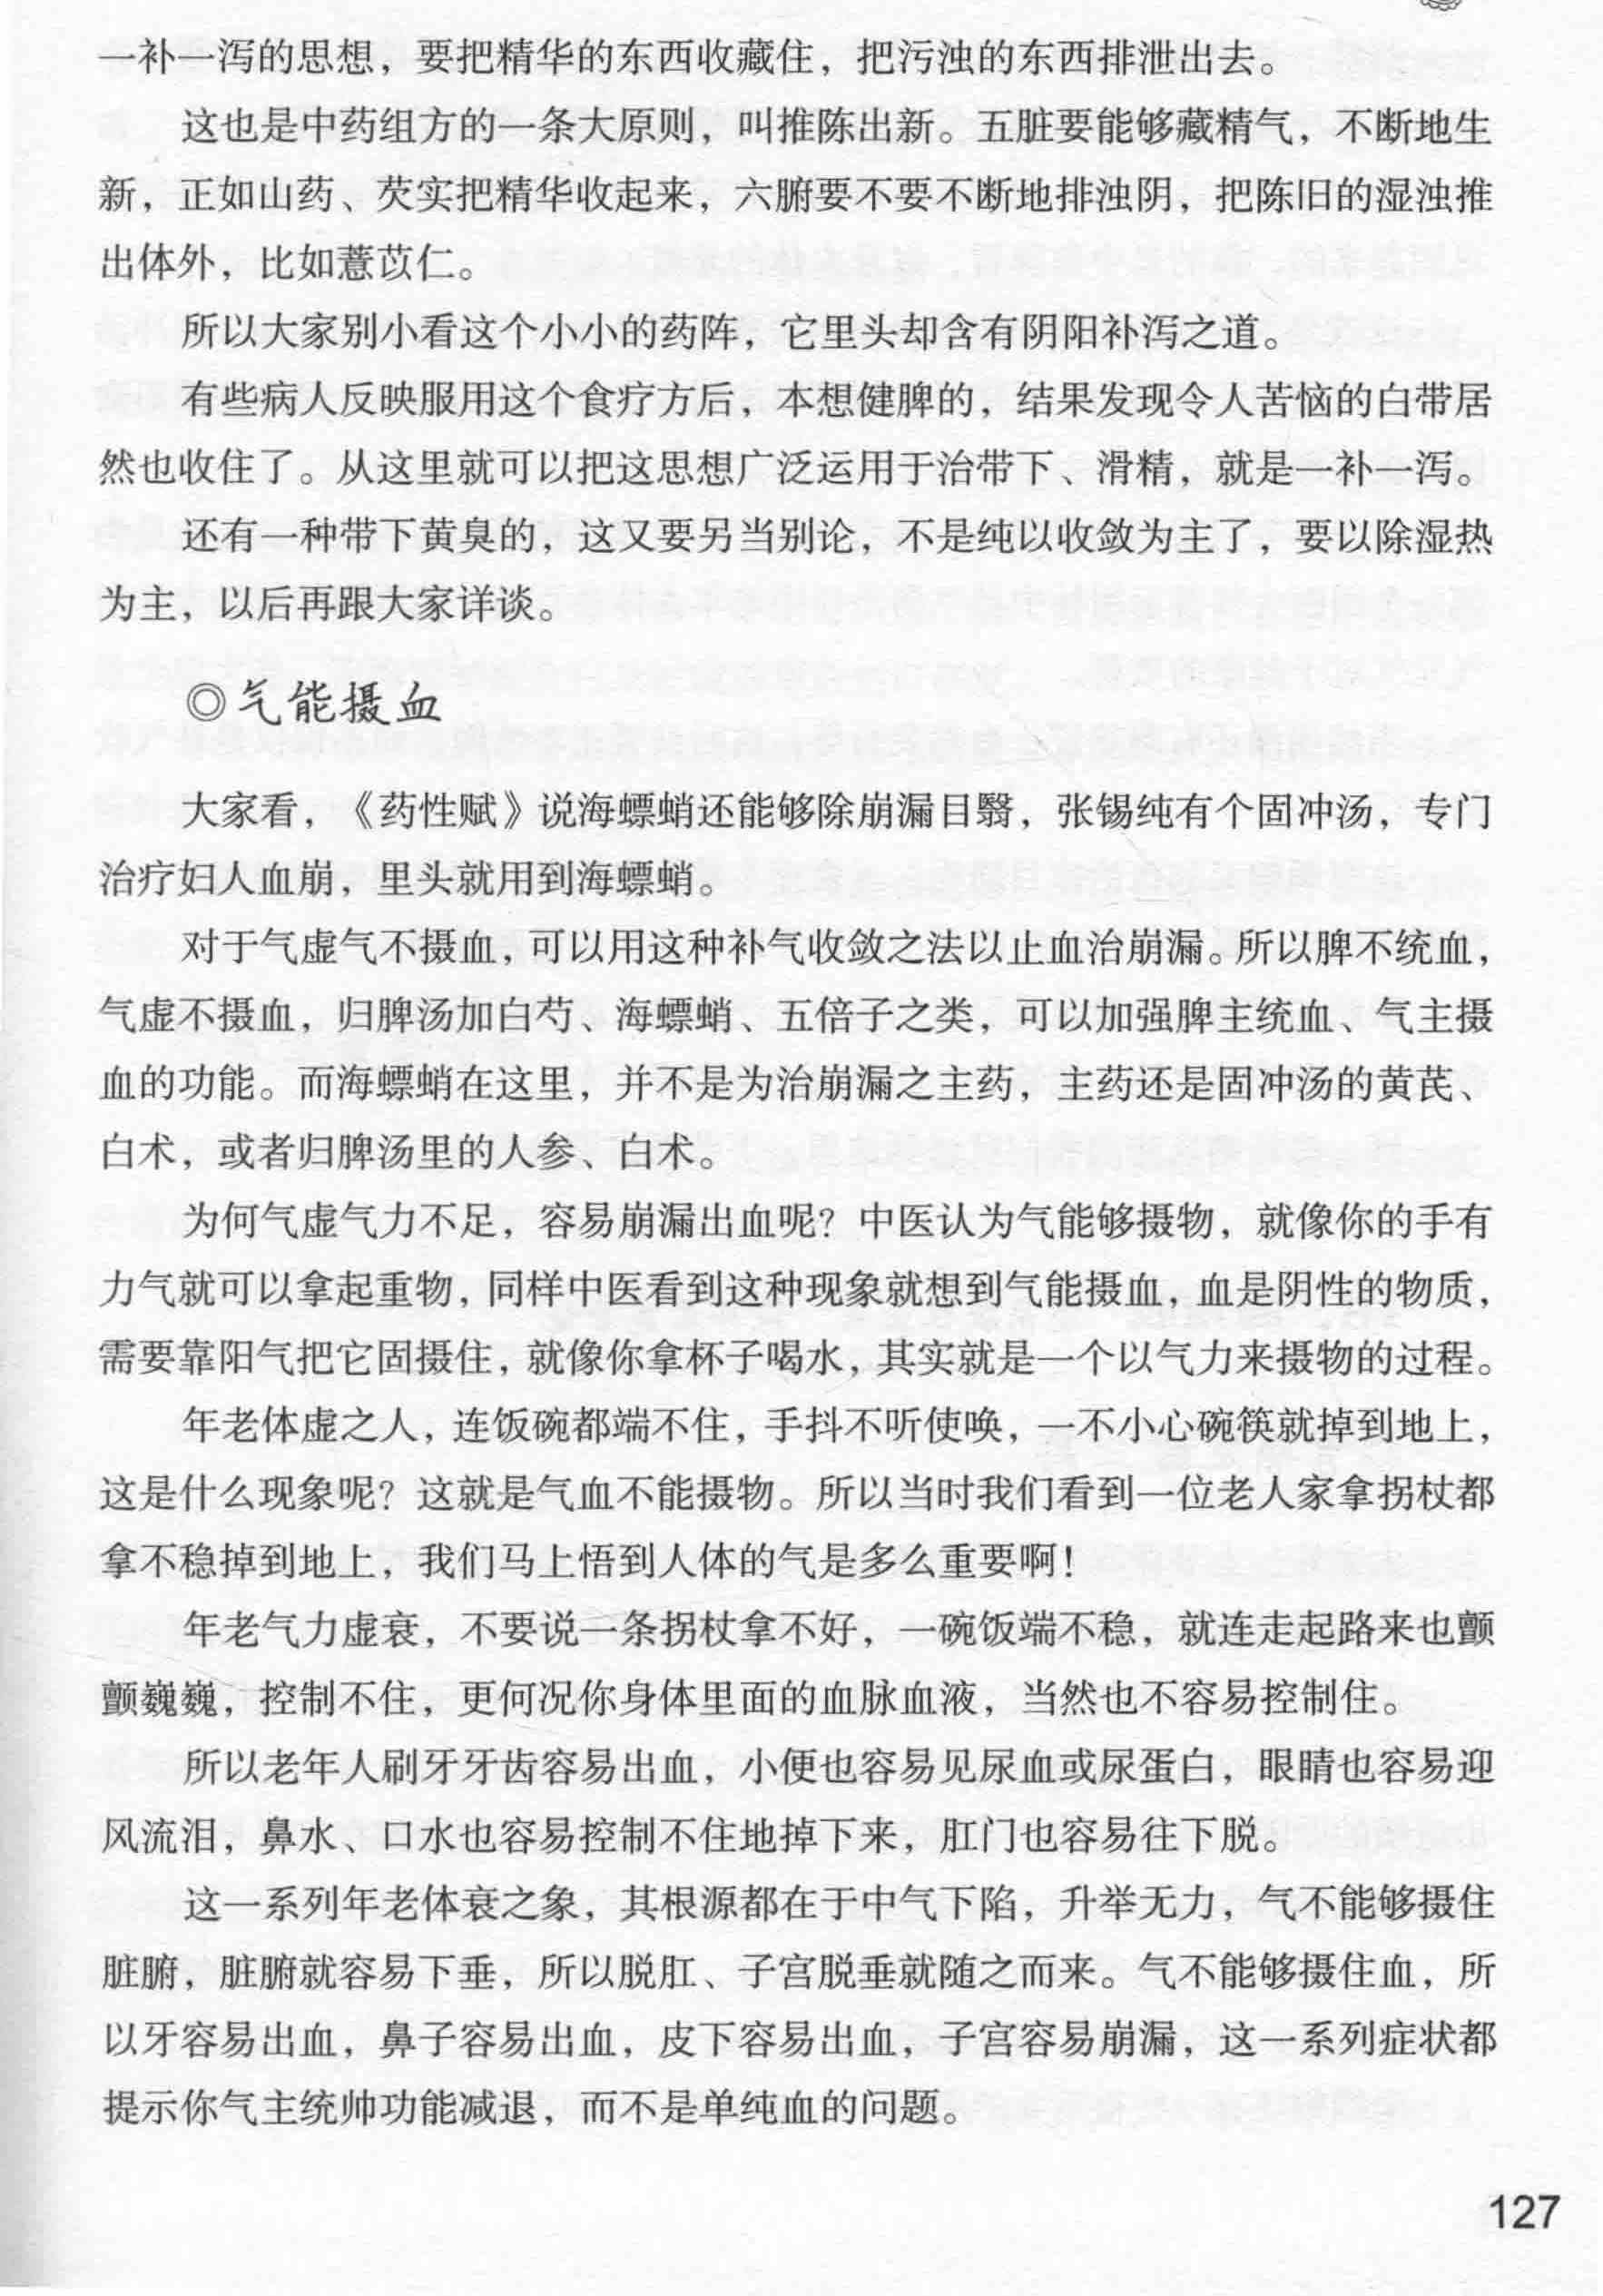 一补一泻的思想，要把精华的东西收藏住，把污浊的东西排泄出去。
这也是中药组方的一条大原则，叫推陈出新。五脏要能够藏精气，不断地生
新，正如山药、芡实把精华收起来，六腑要不要不断地排浊阴，把陈旧的湿浊推
出体外，比如薏苡仁。
所以大家别小看这个小小的药阵，它里头却含有阴阳补泻之道。
有些病人反映服用这个食疗方后，本想健脾的，结果发现令人苦恼的白带居
然也收住了。从这里就可以把这思想广泛运用于治带下、滑精，就是一补一泻。
还有一种带下黄臭的，这又要另当别论，不是纯以收敛为主了，要以除湿热
为主，以后再跟大家详谈。
◎气能摄血
大家看，《药性赋》说海螵蛸还能够除崩漏目翳，张锡纯有个固冲汤，专门
治疗妇人血崩，里头就用到海螵蛸。
对于气虚气不摄血，可以用这种补气收敛之法以止血治崩漏。所以脾不统血，
气虚不摄血，归脾汤加白芍、海螵蛸、五倍子之类，可以加强脾主统血、气主摄
血的功能。而海螵蛸在这里，并不是为治崩漏之主药，主药还是固冲汤的黄芪、
白术，或者归脾汤里的人参、白术。
为何气虚气力不足，容易崩漏出血呢？中医认为气能够摄物，就像你的手有
力气就可以拿起重物，同样中医看到这种现象就想到气能摄血，血是阴性的物质，
需要靠阳气把它固摄住，就像你拿杯子喝水，其实就是一个以气力来摄物的过程。
年老体虚之人，连饭碗都端不住，手抖不听使唤，一不小心碗筷就掉到地上，
这是什么现象呢？这就是气血不能摄物。所以当时我们看到一位老人家拿拐杖都
拿不稳掉到地上，我们马上悟到人体的气是多么重要啊！
年老气力虚衰，不要说一条拐杖拿不好，一碗饭端不稳，就连走起路来也颤
颤巍巍，控制不住，更何况你身体里面的血脉血液，当然也不容易控制住。
所以老年人刷牙牙齿容易出血，小便也容易见尿血或尿蛋白，眼睛也容易迎
风流泪，鼻水、口水也容易控制不住地掉下来，肛门也容易往下脱。
这一系列年老体衰之象，其根源都在于中气下陷，升举无力，气不能够摄住
脏腑，脏腑就容易下垂，所以脱肛、子宫脱垂就随之而来。气不能够摄住血，所
以牙容易出血，鼻子容易出血，皮下容易出血，子宫容易崩漏，这一系列症状都
提示你气主统帅功能减退，而不是单纯血的问题。
127